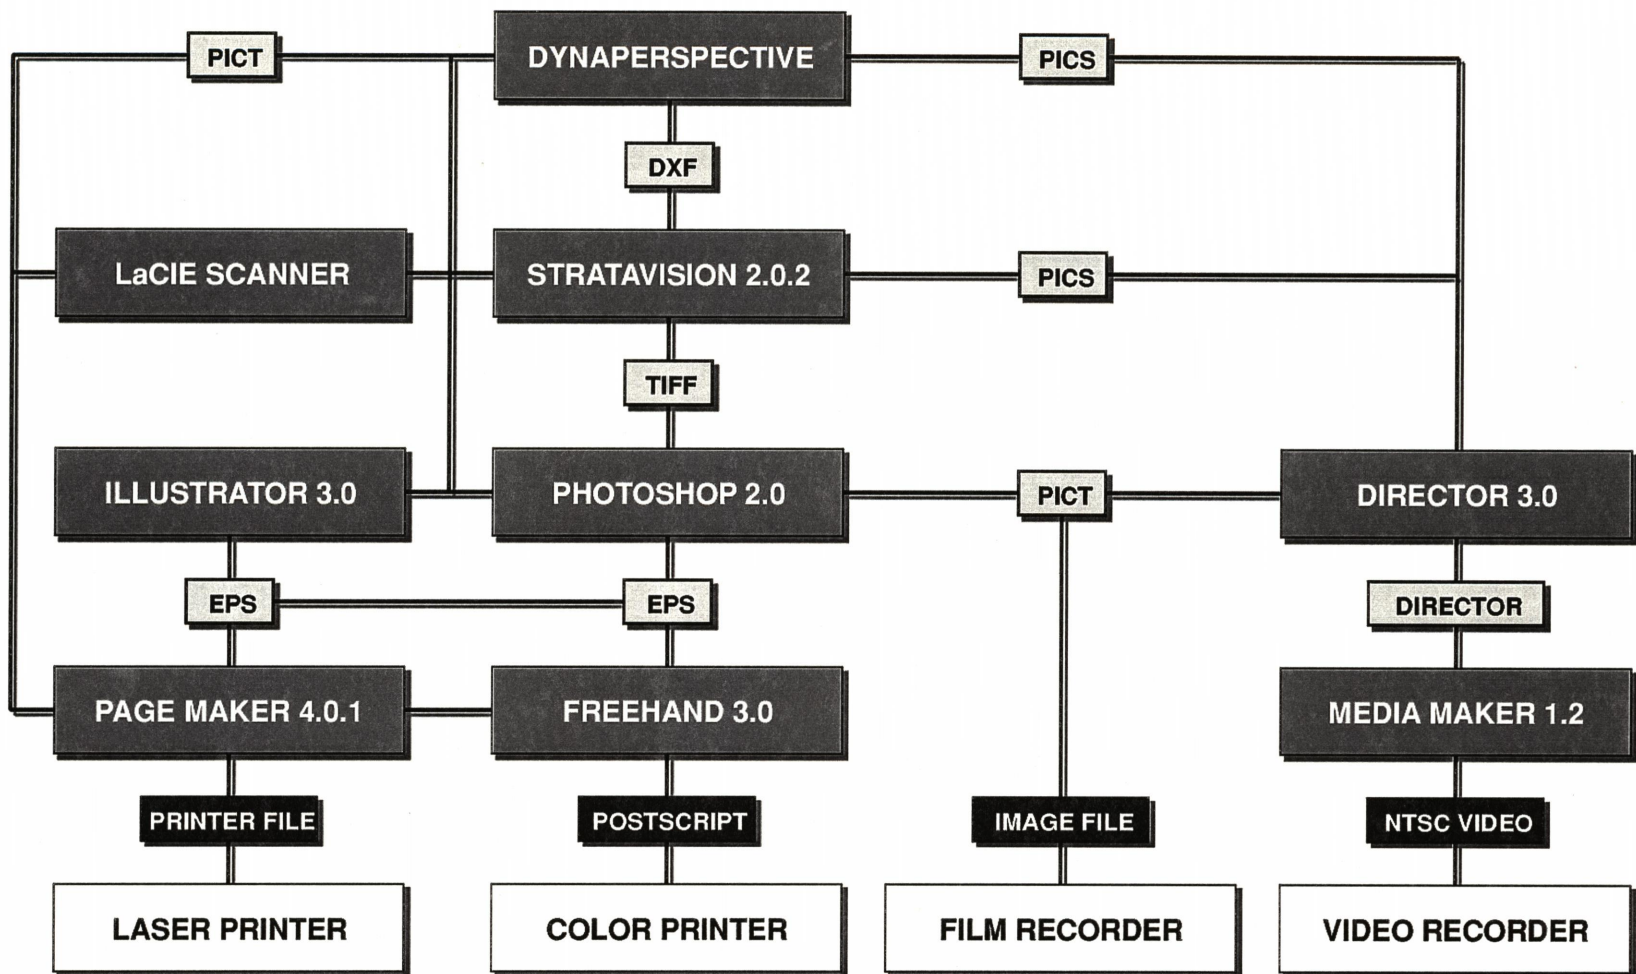 PICT
DYNAPERSPECTIVE
PICS
DXF
LaCIE SCANNER
STRATAVISION 2.0.2
PICS
TIFF
ILLUSTRATOR 3.0
PHOTOSHOP 2.0
PICT
DIRECTOR 3.0
EPS
EPS
DIRECTOR
PAGE MAKER 4.0.1
FREEHAND 3.0
MEDIA MAKER 1.2
PRINTER FILE
POSTSCRIPT
IMAGE FILE
NTSC VIDEO
LASER PRINTER
COLOR PRINTER
FILM RECORDER
VIDEO RECORDER